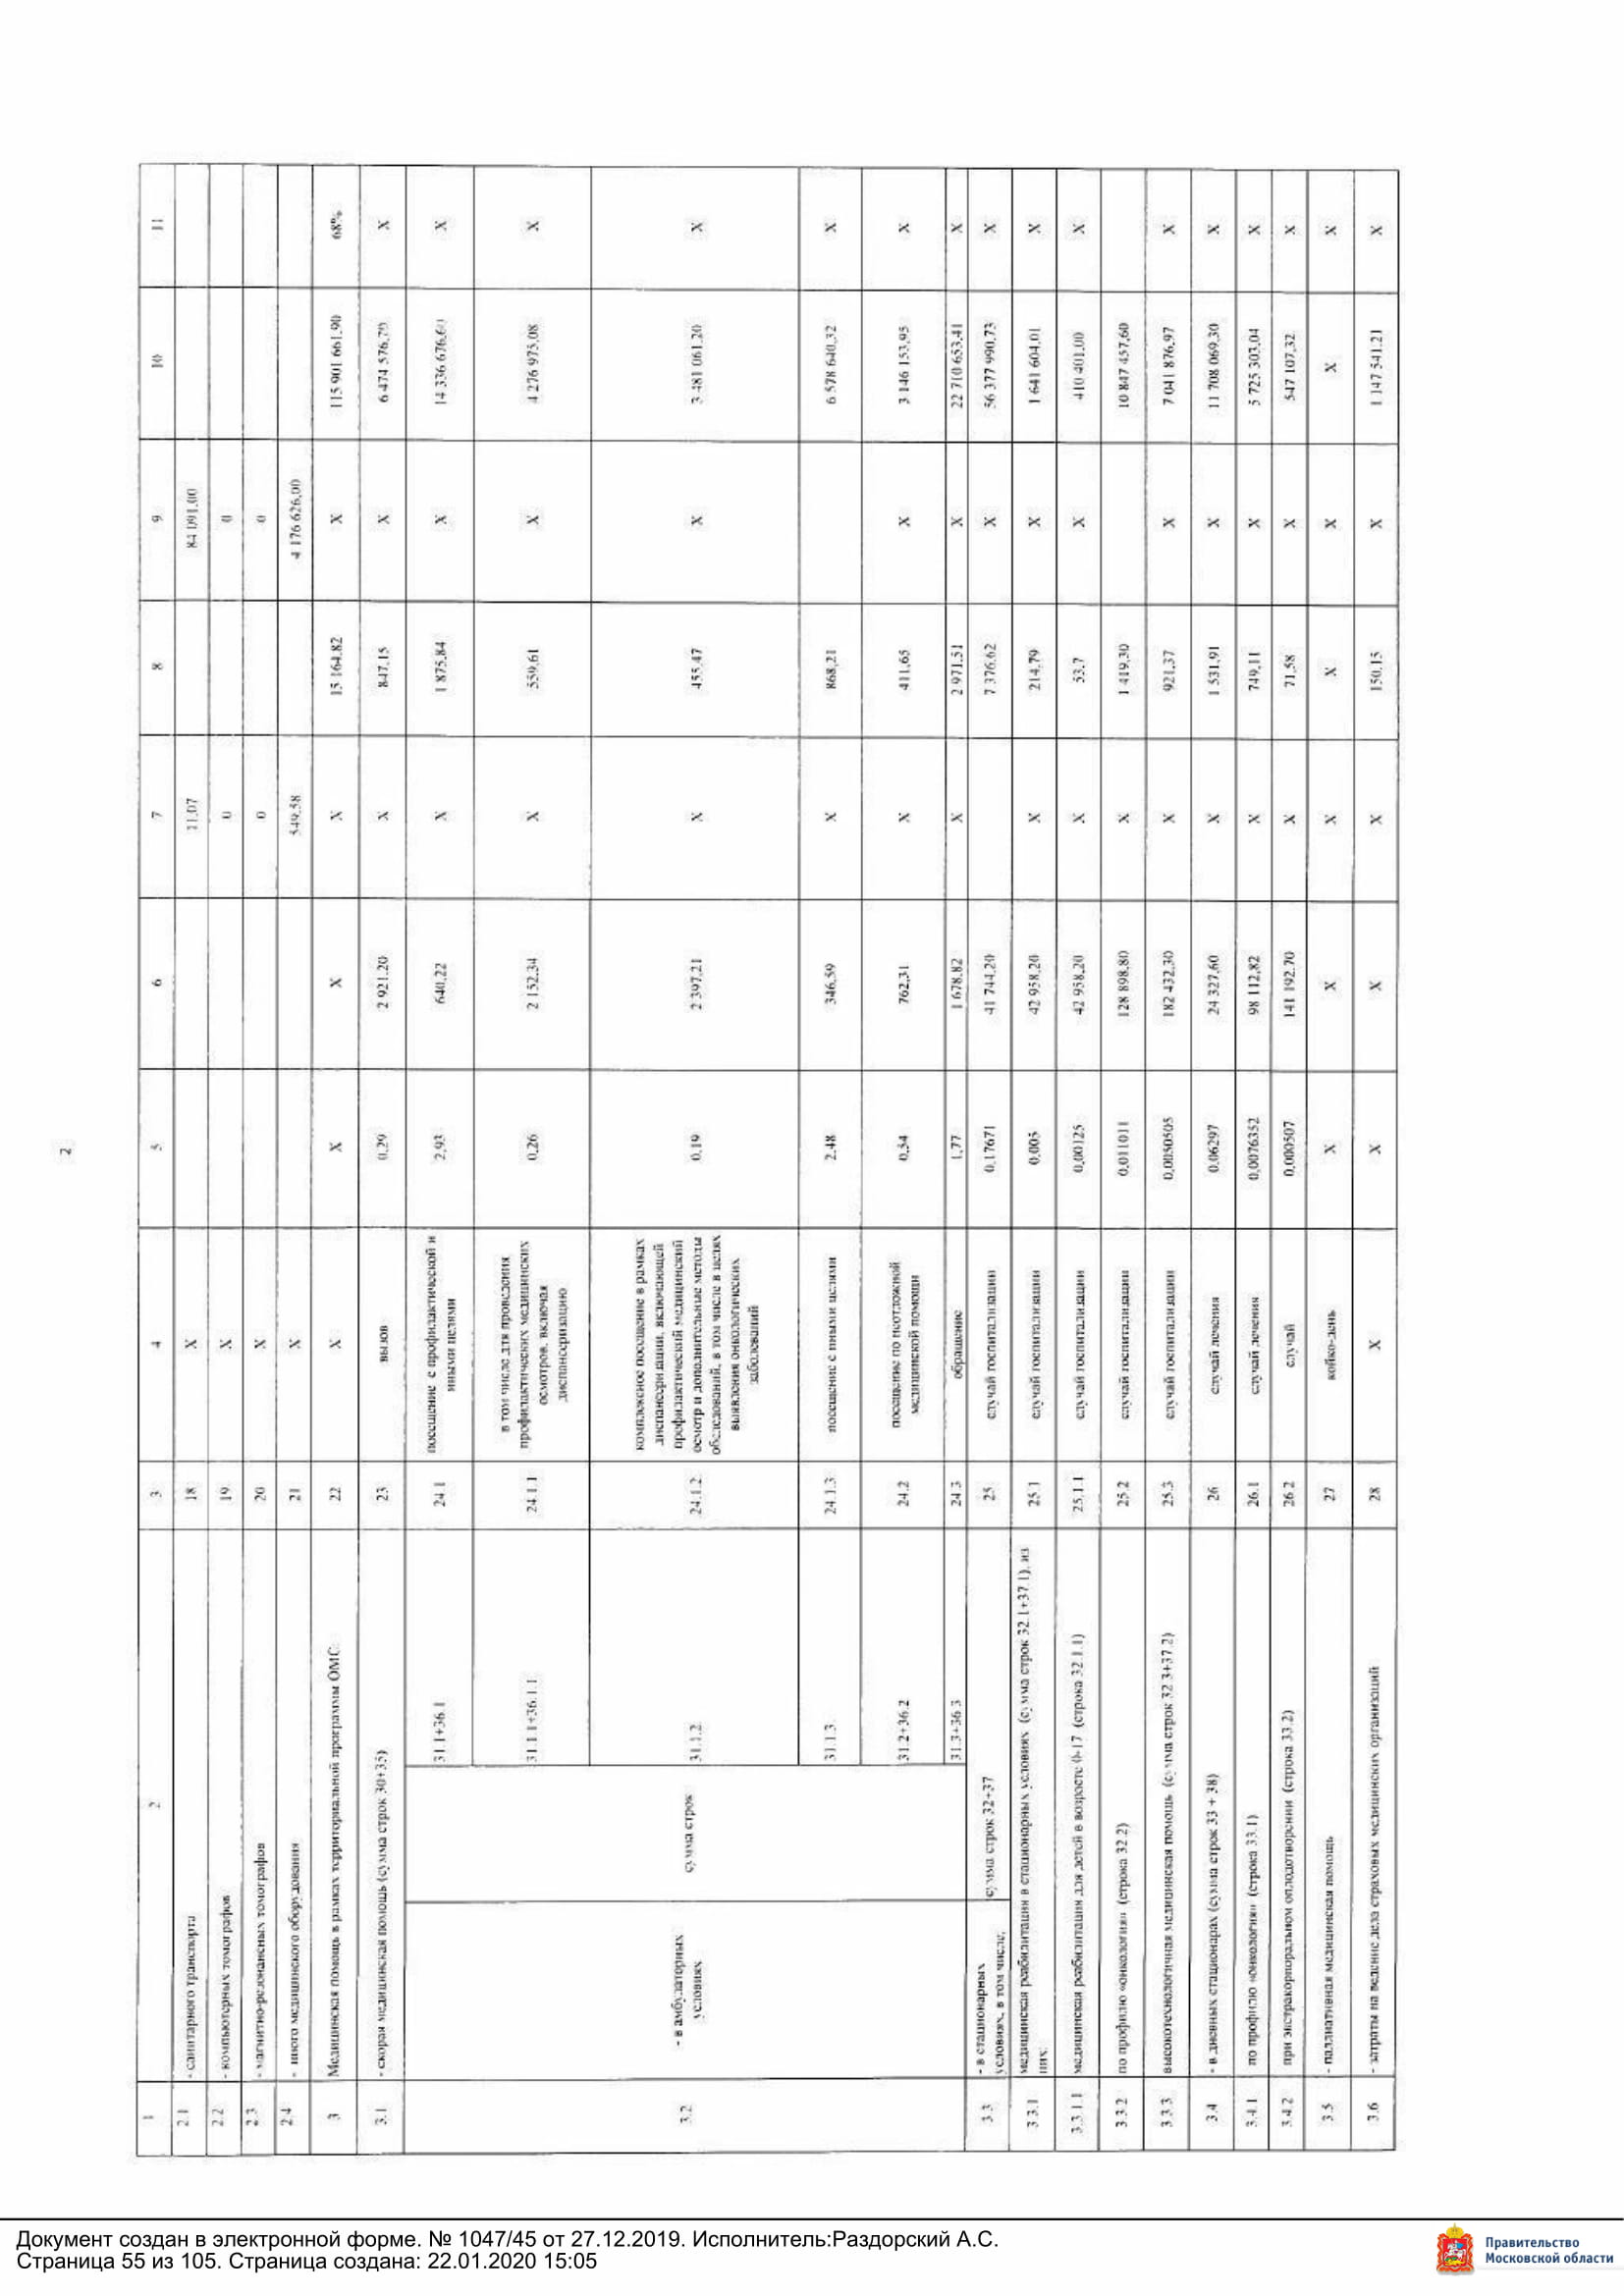 2
1 2 3 4 5 6 7 8 9 10 11
2.1 - санитарного транспорта 18 X 11,07 84 091,00
2.2 - компьютерных томографов 19 X 0 0
2.3 - магнитно-резонансных томографов 20 X 0 0
2.4 - иного медицинского оборудования 21 X 549,58 4 176 626,00
3 Медицинская помощь в рамках территориальной программы ОМС: 22 X X X X 15 164,82 X 115 901 661,90 68%
3.1 - скорая медицинская помощь (сумма строк 30+35) 23 вызов 0,29 2 921,20 X 847,15 X 6 474 576,79 X
3.2 - в амбулаторных условиях сумма строк 31.1+36.1 24.1 посещение с профилактической и иными целями 2,93 640,22 X 1 875,84 X 14 336 676,60 X
31.1.1+36.1.1 24.1.1 в том числе для проведения профилактических медицинских осмотров, включая диспансеризацию 0,26 2 152,34 X 559,61 X 4 276 975,08 X
31.1.2. 24.1.2 комплексное посещение в рамках диспансеризации, включающей профилактический медицинский осмотр и дополнительные методы обследований, в том числе в целях выявления онкологических заболеваний 0,19 2 397,21 X 455,47 X 3 481 061,20 X
31.1.3. 24.1.3 посещение с иными целями 2,48 346,59 X 868,21 6 578 640,32 X
31.2+36.2 24.2 посещение по неотложной медицинской помощи 0,54 762,31 X 411,65 X 3 146 153,95 X
31.3+36.3 24.3 обращение 1,77 1 678,82 X 2 971,51 X 22 710 653,41 X
3.3 - в стационарных условиях, в том числе: сумма строк 32+37 25 случай госпитализации 0,17671 41 744,20 7 376,62 X 56 377 990,73 X
3.3.1 медицинская реабилитация в стационарных условиях (сумма строк 32.1+37.1), из них: 25.1 случай госпитализации 0,005 42 958,20 X 214,79 X 1 641 604,01 X
3.3.1.1 медицинская реабилитация для детей в возрасте 0-17 (строка 32.1.1) 25.1.1 случай госпитализации 0,00125 42 958,20 X 53,7 X 410 401,00 X
3.3.2 по профилю «онкология» (строка 32.2) 25.2 случай госпитализации 0,011011 128 898,80 X 1 419,30 10 847 457,60
3.3.3 высокотехнологичная медицинская помощь (сумма строк 32.3+37.2) 25.3 случай госпитализации 0,0050505 182 432,30 X 921,37 X 7 041 876,97 X
3.4 - в дневных стационарах (сумма строк 33 + 38) 26 случай лечения 0,06297 24 327,60 X 1 531,91 X 11 708 069,30 X
3.4.1 по профилю «онкология» (строка 33.1) 26.1 случай лечения 0,0076352 98 112,82 X 749,11 X 5 725 303,04 X
3.4.2 при экстракорпоральном оплодотворении (строка 33.2) 26.2 случай 0,000507 141 192,70 X 71,58 X 547 107,32 X
3.5 - паллиативная медицинская помощь 27 койко-день X X X X X X X
3.6 - затраты на ведение дела страховых медицинских организаций 28 X X X X 150,15 X 1 147 541,21 X
Документ создан в электронной форме. № 1047/45 от 27.12.2019. Исполнитель:Раздорский А.С.
Страница 55 из 105. Страница создана: 22.01.2020 15:05
Правительство
Московской области